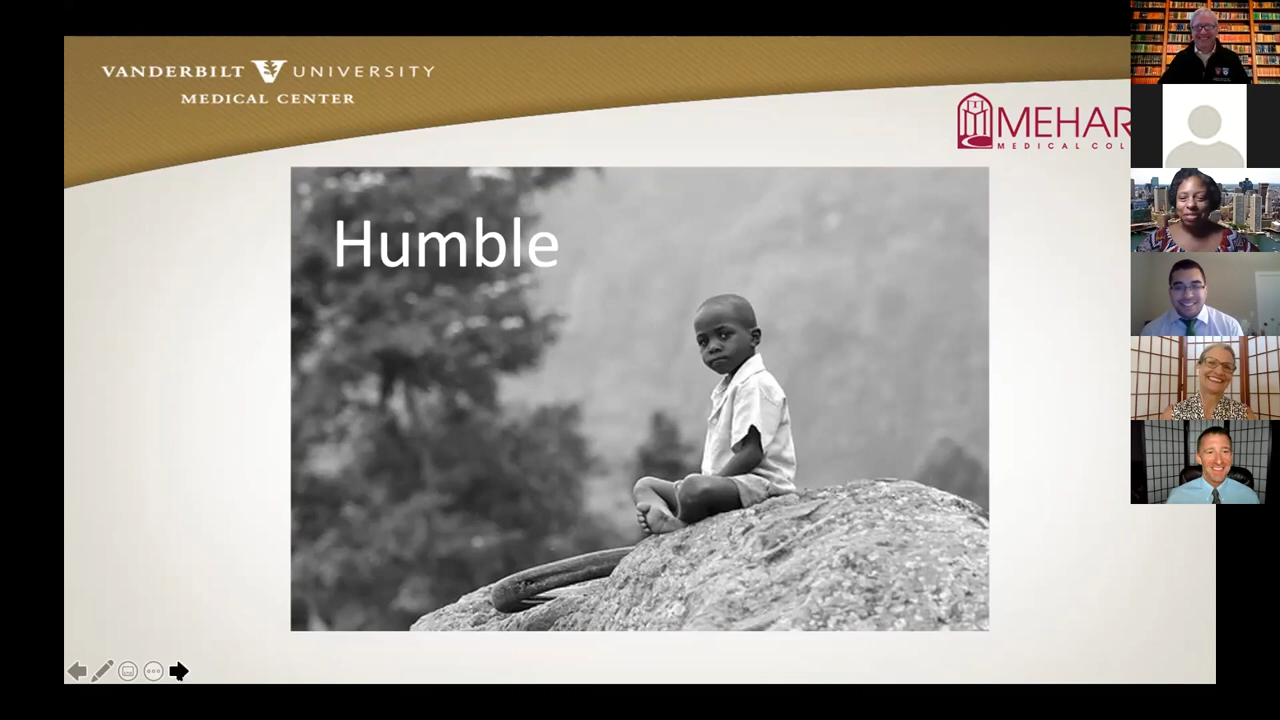 VANDERBILT UNIVERSITY
MEDICAL CENTER
MEHAR
MEDICAL COL
Humble